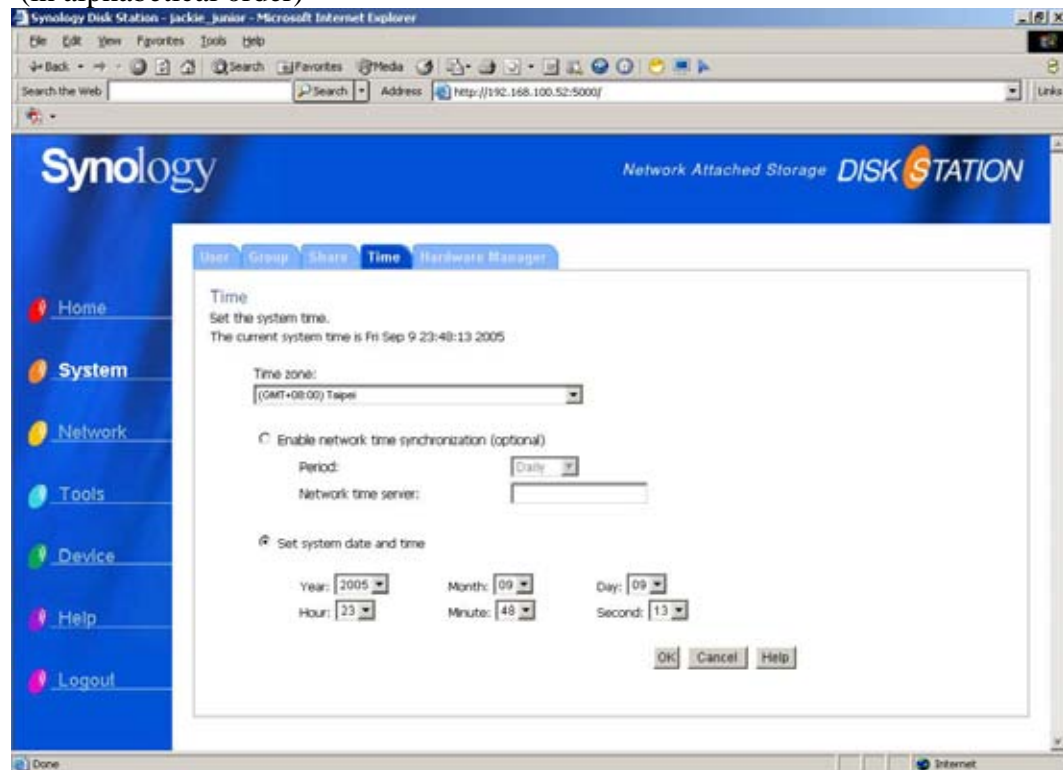 (in alphabetical order)
Synology Disk Station - jackie_junior - Microsoft Internet Explorer
File Edit View Favorites Tools Help
Back Search Favorites Media
Search the Web Search Address http://192.168.100.52:5000/ Links
Synology Network Attached Storage DISK STATION
User Group Share Time Hardware Manager
Time
Set the system time.
The current system time is Fri Sep 9 23:48:13 2005
Time zone:
(GMT+08:00) Taipei
Enable network time synchronization (optional)
Period: Daily
Network time server:
Set system date and time
Year: 2005 Month: 09 Day: 09
Hour: 23 Minute: 48 Second: 13
OK Cancel Help
Home
System
Network
Tools
Device
Help
Logout
Done Internet